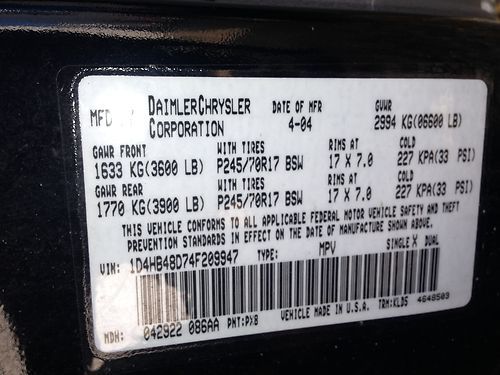 MFD BY DAIMLERCHRYSLER CORPORATION DATE OF MFR 4-04 GVWR 2994 KG(06600 LB)
GAWR FRONT WITH TIRES RIMS AT COLD
1633 KG(3600 LB) P245/70R17 BSW 17 X 7.0 227 KPA(33 PSI)
GAWR REAR WITH TIRES RIMS AT COLD
1770 KG(3900 LB) P245/70R17 BSW 17 X 7.0 227 KPA(33 PSI)
THIS VEHICLE CONFORMS TO ALL APPLICABLE FEDERAL MOTOR VEHICLE SAFETY AND THEFT
PREVENTION STANDARDS IN EFFECT ON THE DATE OF MANUFACTURE SHOWN ABOVE.
VIN: 1D4HB48D74F209947 TYPE: MPV SINGLE X DUAL
MDH: 042922 086AA PNT:PX8 VEHICLE MADE IN U.S.A. TRM:KLDS 4648503